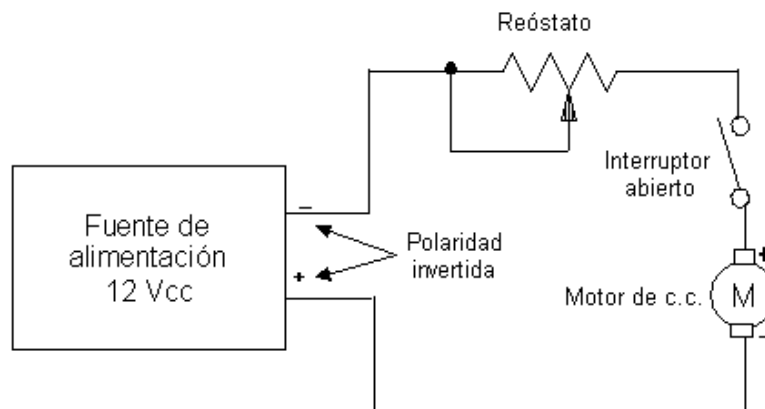 Reóstato
Interruptor
abierto
–
Fuente de
alimentación
12 Vcc
+
Polaridad
invertida
+
Motor de c.c.
M
–